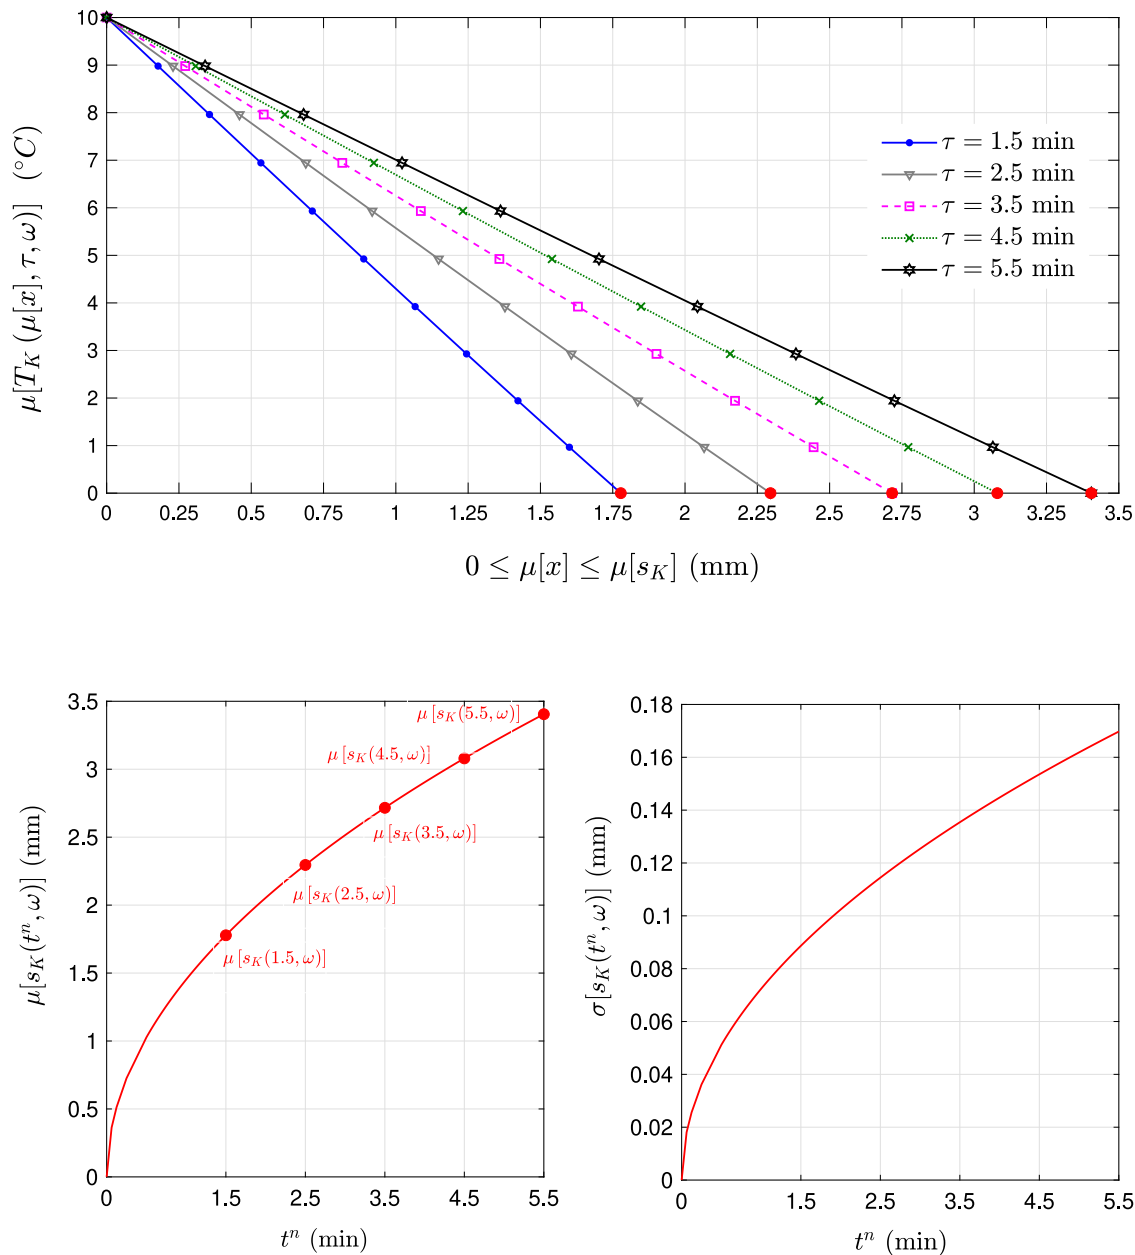 10
9
8
7
6
5
4
3
2
1
0
μ[T_K (μ[x], τ, ω)] (°C)
τ = 1.5 min
τ = 2.5 min
τ = 3.5 min
τ = 4.5 min
τ = 5.5 min
0 0.25 0.5 0.75 1 1.25 1.5 1.75 2 2.25 2.5 2.75 3 3.25 3.5
0 ≤ μ[x] ≤ μ[s_K] (mm)
3.5
3
2.5
2
1.5
1
0.5
0
μ[s_K(t^n, ω)] (mm)
μ [s_K(5.5, ω)]
μ [s_K(4.5, ω)]
μ [s_K(3.5, ω)]
μ [s_K(2.5, ω)]
μ [s_K(1.5, ω)]
0 1.5 2.5 3.5 4.5 5.5
t^n (min)
0.18
0.16
0.14
0.12
0.1
0.08
0.06
0.04
0.02
0
σ[s_K(t^n, ω)] (mm)
0 1.5 2.5 3.5 4.5 5.5
t^n (min)